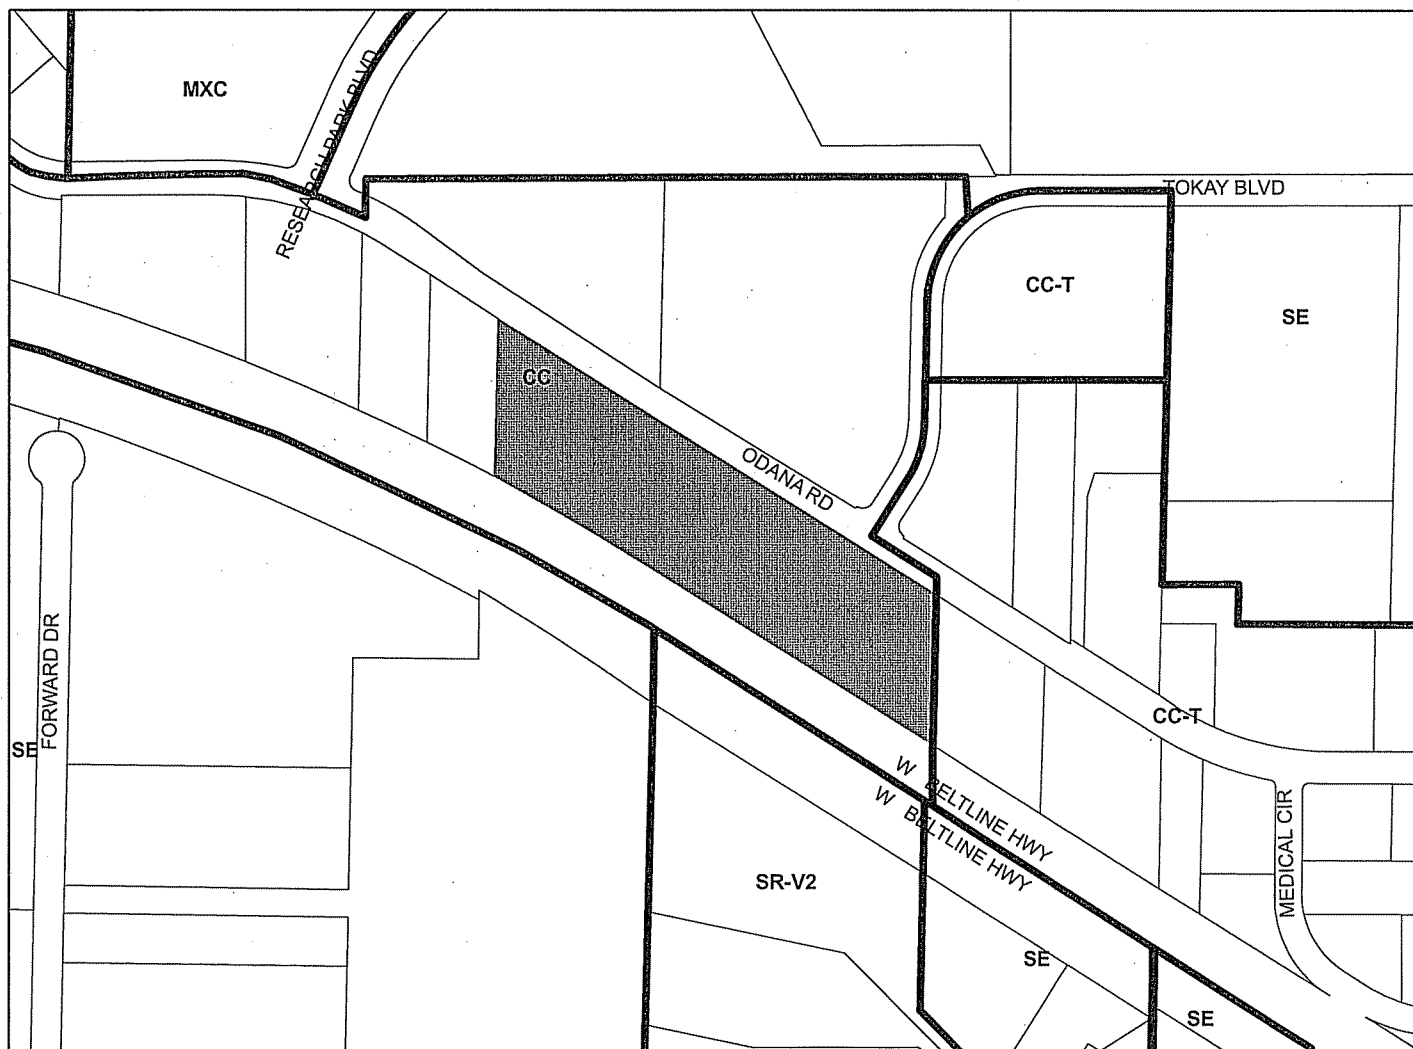 MXC
RESEARCH PARK BLVD
TOKAY BLVD
CC-T
SE
CC
ODANA RD
FORWARD DR
SE
CC-T
W BELTLINE HWY
W BELTLINE HWY
MEDICAL CIR
SR-V2
SE
SE